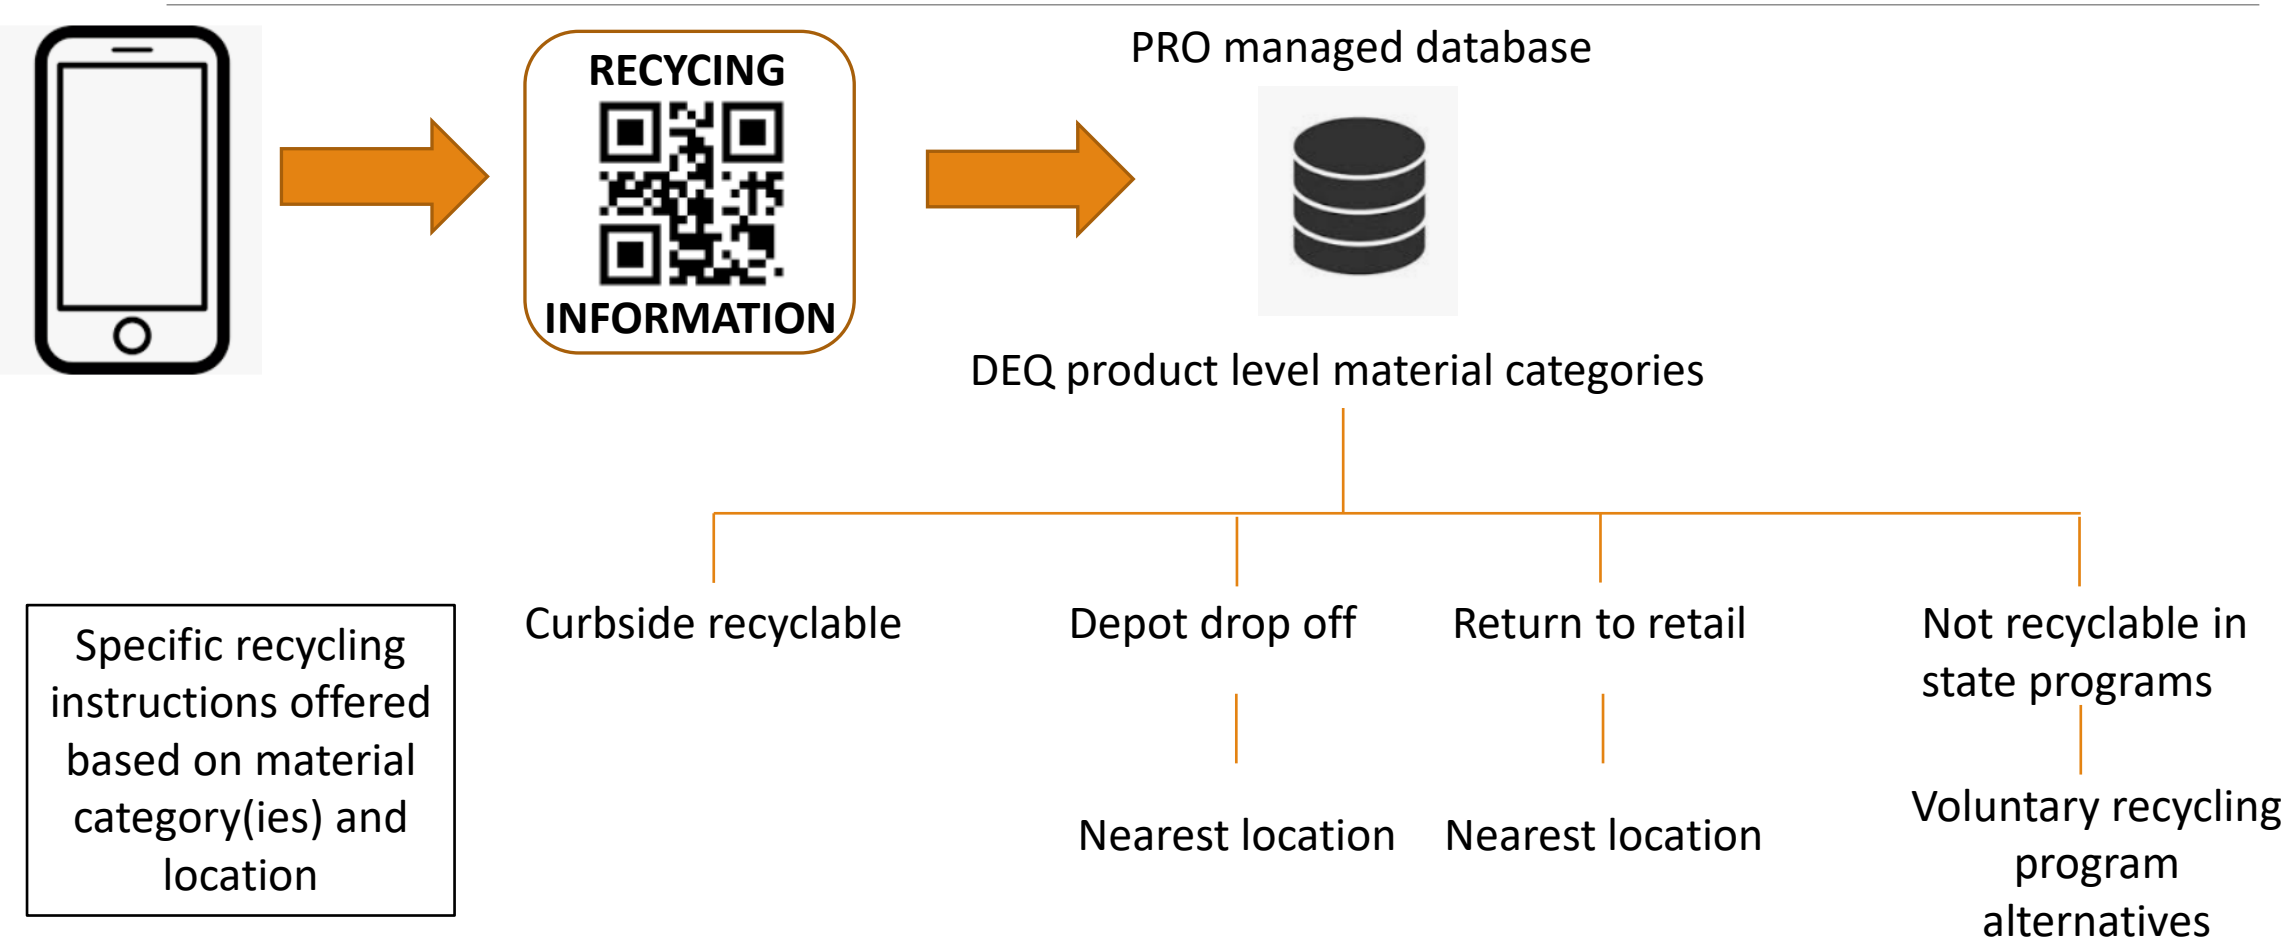 RECYCING
INFORMATION
PRO managed database
DEQ product level material categories
Specific recycling
instructions offered
based on material
category(ies) and
location
Curbside recyclable
Depot drop off
Nearest location
Return to retail
Nearest location
Not recyclable in
state programs
Voluntary recycling
program
alternatives